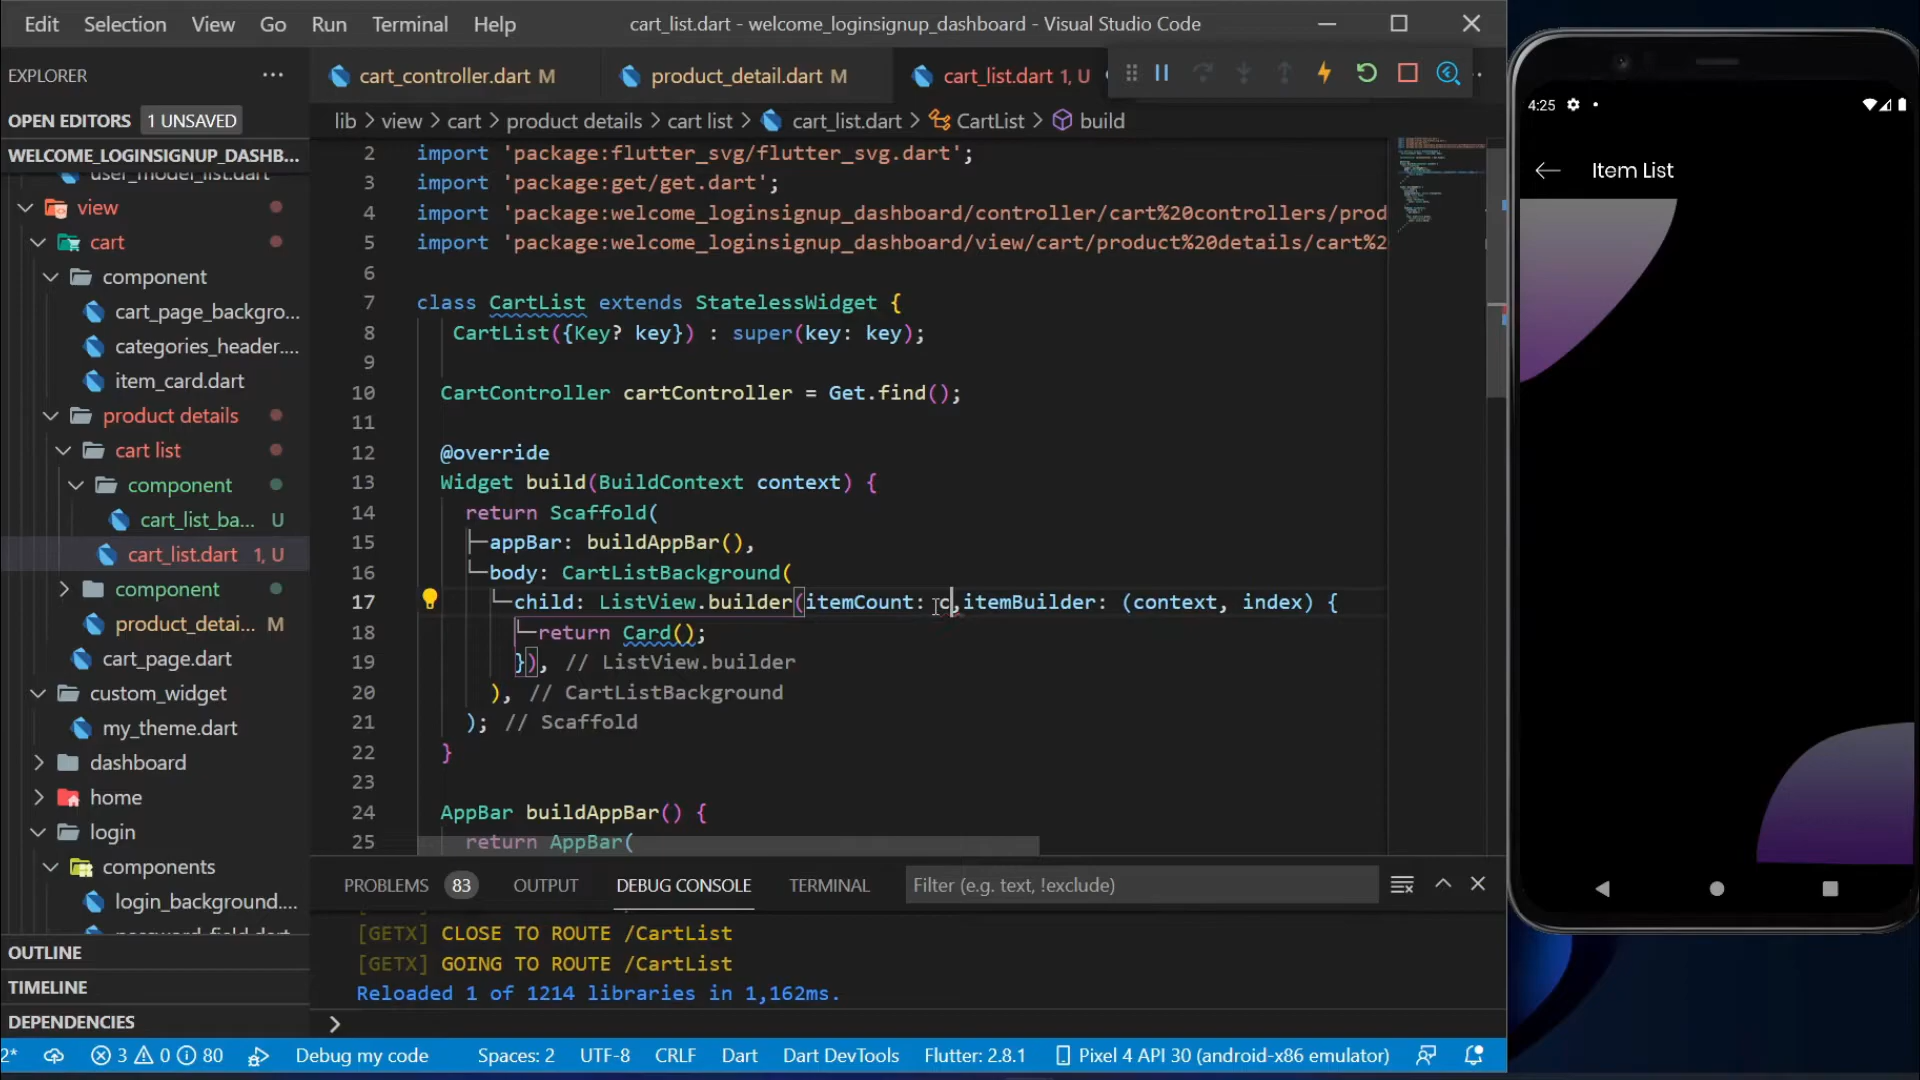 Edit Selection View Go Run Terminal Help
cart_list.dart - welcome_loginsignup_dashboard - Visual Studio Code
EXPLORER
cart_controller.dart M
product_detail.dart M
cart_list.dart 1, U
OPEN EDITORS 1 UNSAVED
lib > view > cart > product details > cart list > cart_list.dart > CartList > build
WELCOME_LOGINSIGNUP_DASHB...
user_model_list.dart
view
cart
component
cart_page_backgro...
categories_header....
item_card.dart
product details
cart list
component
cart_list_ba... U
cart_list.dart 1, U
component
product_detai... M
cart_page.dart
custom_widget
my_theme.dart
dashboard
home
login
components
login_background....
password_field.dart
OUTLINE
TIMELINE
DEPENDENCIES
2 import 'package:flutter_svg/flutter_svg.dart';
3 import 'package:get/get.dart';
4 import 'package:welcome_loginsignup_dashboard/controller/cart%20controllers/prod
5 import 'package:welcome_loginsignup_dashboard/view/cart/product%20details/cart%2
6
7 class CartList extends StatelessWidget {
8 CartList({Key? key}) : super(key: key);
9
10 CartController cartController = Get.find();
11
12 @override
13 Widget build(BuildContext context) {
14 return Scaffold(
15 appBar: buildAppBar(),
16 body: CartListBackground(
17 child: ListView.builder(itemCount: c,itemBuilder: (context, index) {
18 return Card();
19 }), // ListView.builder
20 ), // CartListBackground
21 ); // Scaffold
22 }
23
24 AppBar buildAppBar() {
25 return AppBar(
PROBLEMS 83 OUTPUT DEBUG CONSOLE TERMINAL Filter (e.g. text, !exclude)
[GETX] CLOSE TO ROUTE /CartList
[GETX] GOING TO ROUTE /CartList
Reloaded 1 of 1214 libraries in 1,162ms.
>
2* 3 0 80 Debug my code Spaces: 2 UTF-8 CRLF Dart Dart DevTools Flutter: 2.8.1 Pixel 4 API 30 (android-x86 emulator)
4:25
Item List